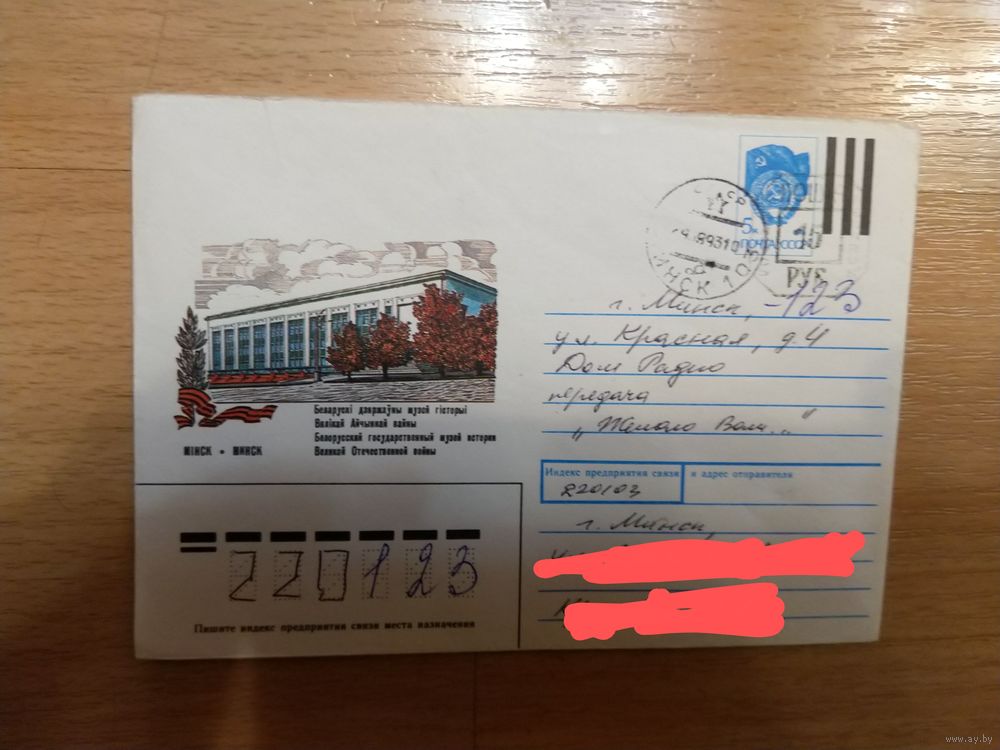 5к
ПОЧТА СССР
15
РУБ
г. Минск, -123
ул. Красная, д. 4
Дом Радио
передача
„Желаю Вам..“
Беларускі дзяржаўны музей гісторыі
Вялікай Айчыннай вайны
Белорусский государственный музей истории
Великой Отечественной войны
МІНСК • МИНСК
Индекс предприятия связи и адрес отправителя
220103
г. Минск,
220123
Пишите индекс предприятия связи места назначения
www.ay.by